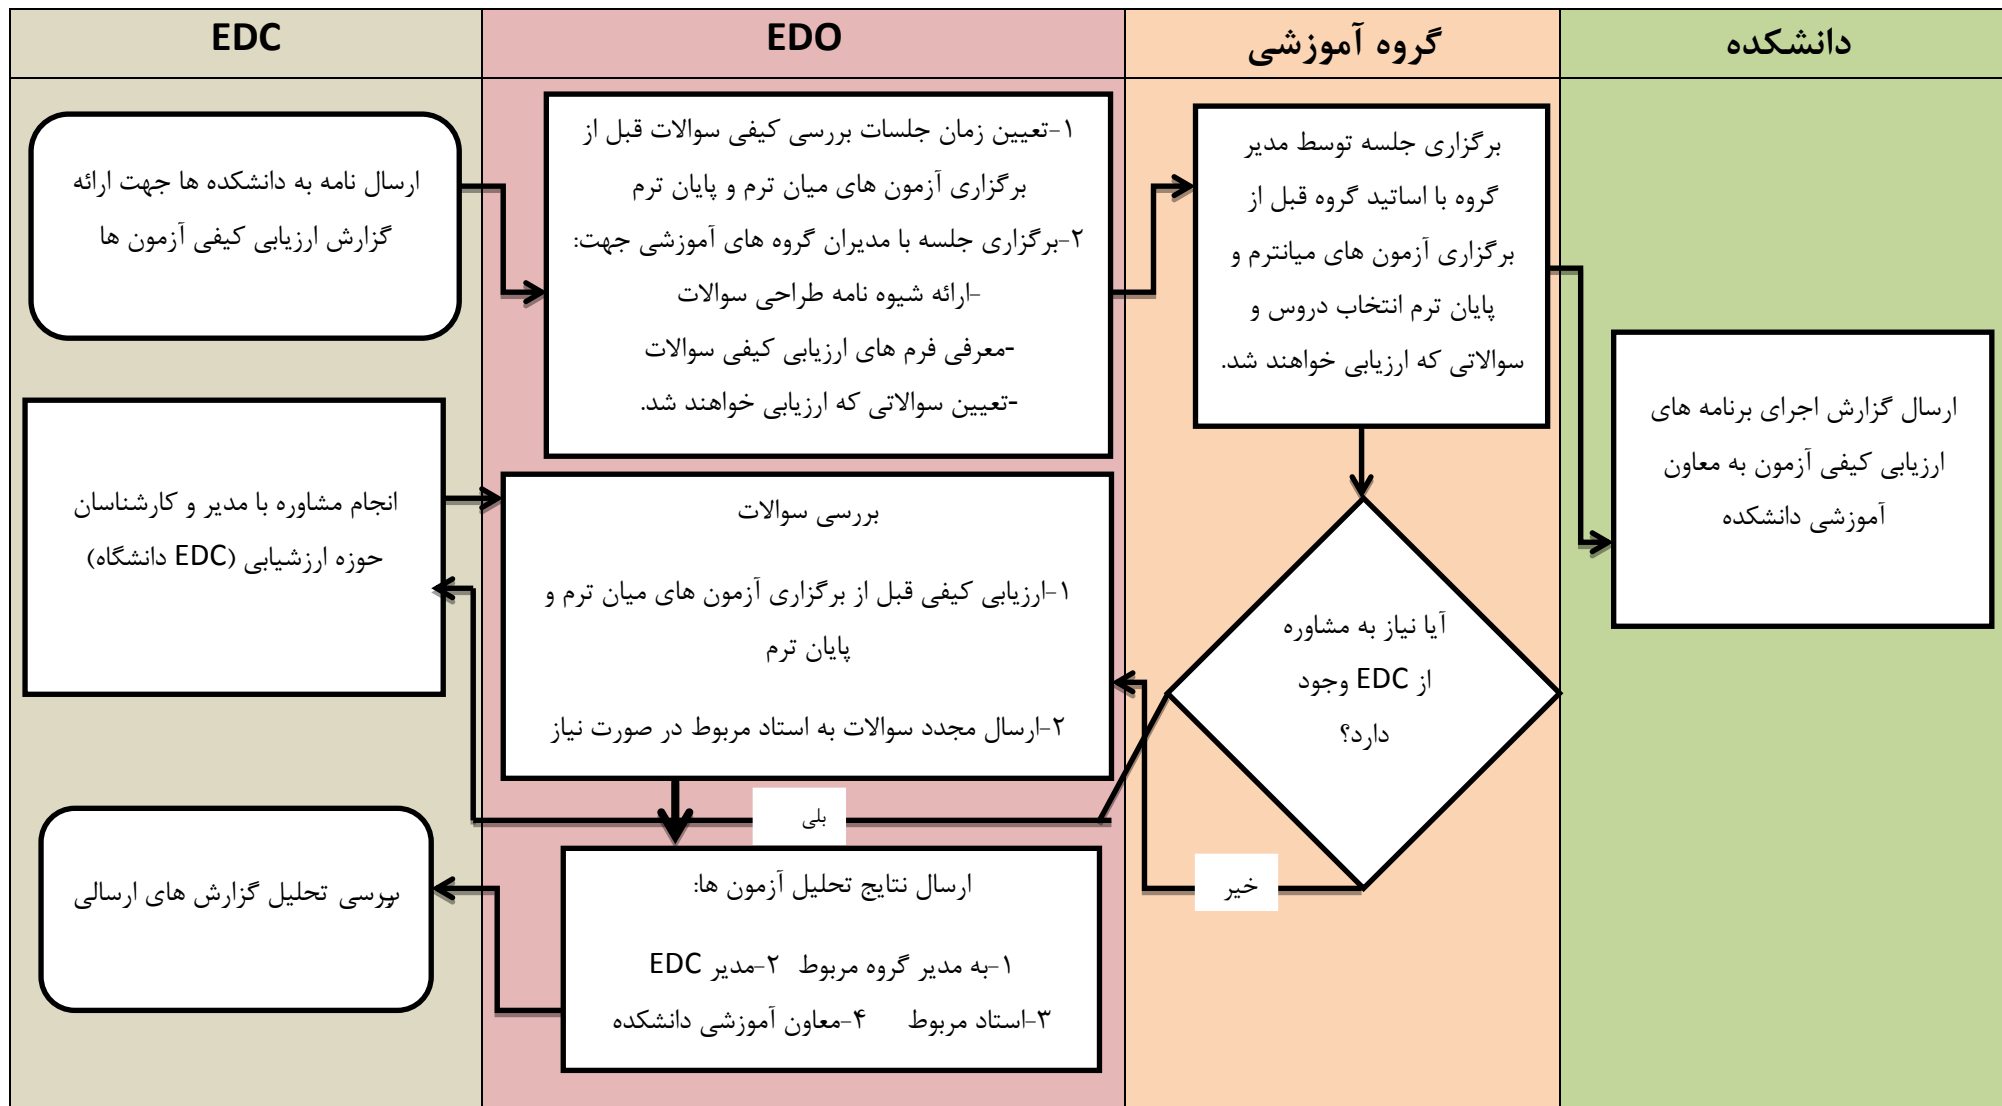 EDC
EDO
گروه آموزشی
دانشکده
ارسال نامه به دانشکده ها جهت ارائه
گزارش ارزیابی کیفی آزمون ها
۱-تعیین زمان جلسات بررسی کیفی سوالات قبل از
برگزاری آزمون های میان ترم و پایان ترم
۲-برگزاری جلسه با مدیران گروه های آموزشی جهت:
-ارائه شیوه نامه طراحی سوالات
-معرفی فرم های ارزیابی کیفی سوالات
-تعیین سوالاتی که ارزیابی خواهند شد.
برگزاری جلسه توسط مدیر
گروه با اساتید گروه قبل از
برگزاری آزمون های میانترم و
پایان ترم انتخاب دروس و
سوالاتی که ارزیابی خواهند شد.
ارسال گزارش اجرای برنامه های
ارزیابی کیفی آزمون به معاون
آموزشی دانشکده
انجام مشاوره با مدیر و کارشناسان
حوزه ارزشیابی (EDC دانشگاه)
بررسی سوالات
۱-ارزیابی کیفی قبل از برگزاری آزمون های میان ترم و
پایان ترم
۲-ارسال مجدد سوالات به استاد مربوط در صورت نیاز
آیا نیاز به مشاوره
از EDC وجود
دارد؟
بلی
خیر
ارسال نتایج تحلیل آزمون ها:
۱-به مدیر گروه مربوط ۲-مدیر EDC
۳-استاد مربوط ۴-معاون آموزشی دانشکده
بررسی تحلیل گزارش های ارسالی